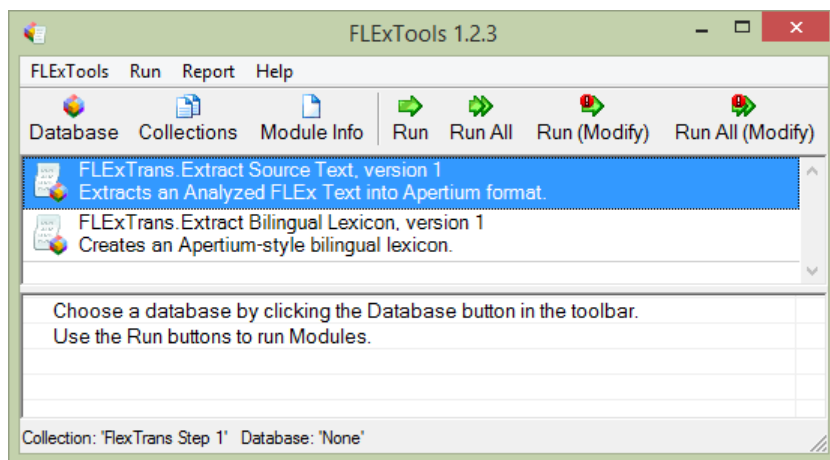 FLExTools 1.2.3
FLExTools Run Report Help
Database Collections Module Info Run Run All Run (Modify) Run All (Modify)
FLExTrans.Extract Source Text, version 1
Extracts an Analyzed FLEx Text into Apertium format.
FLExTrans.Extract Bilingual Lexicon, version 1
Creates an Apertium-style bilingual lexicon.
Choose a database by clicking the Database button in the toolbar.
Use the Run buttons to run Modules.
Collection: 'FlexTrans Step 1' Database: 'None'